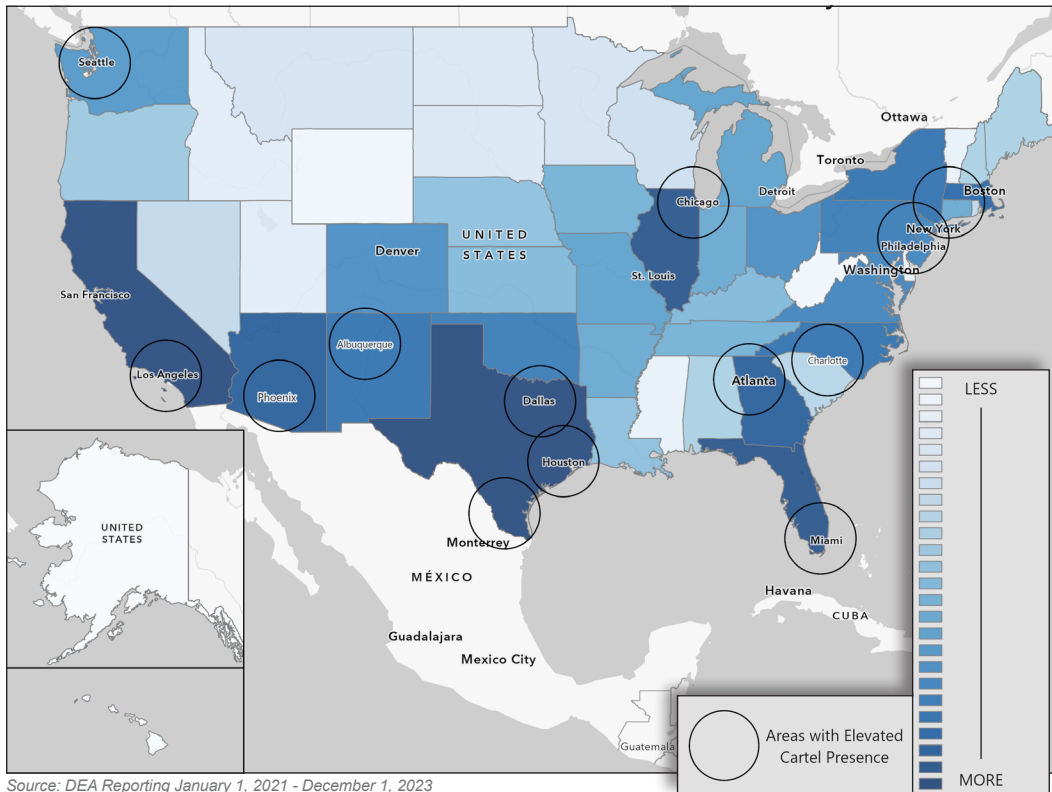 Seattle
Ottawa
Toronto
Boston
Detroit
Chicago
New York
UNITED
STATES
Denver
Philadelphia
Washington
St. Louis
San Francisco
Albuquerque
Charlotte
Los Angeles
Phoenix
Dallas
Atlanta
Houston
Monterrey
Miami
MÉXICO
Havana
CUBA
Guadalajara
Mexico City
Guatemala
UNITED
STATES
LESS
MORE
Areas with Elevated
Cartel Presence
Source: DEA Reporting January 1, 2021 - December 1, 2023